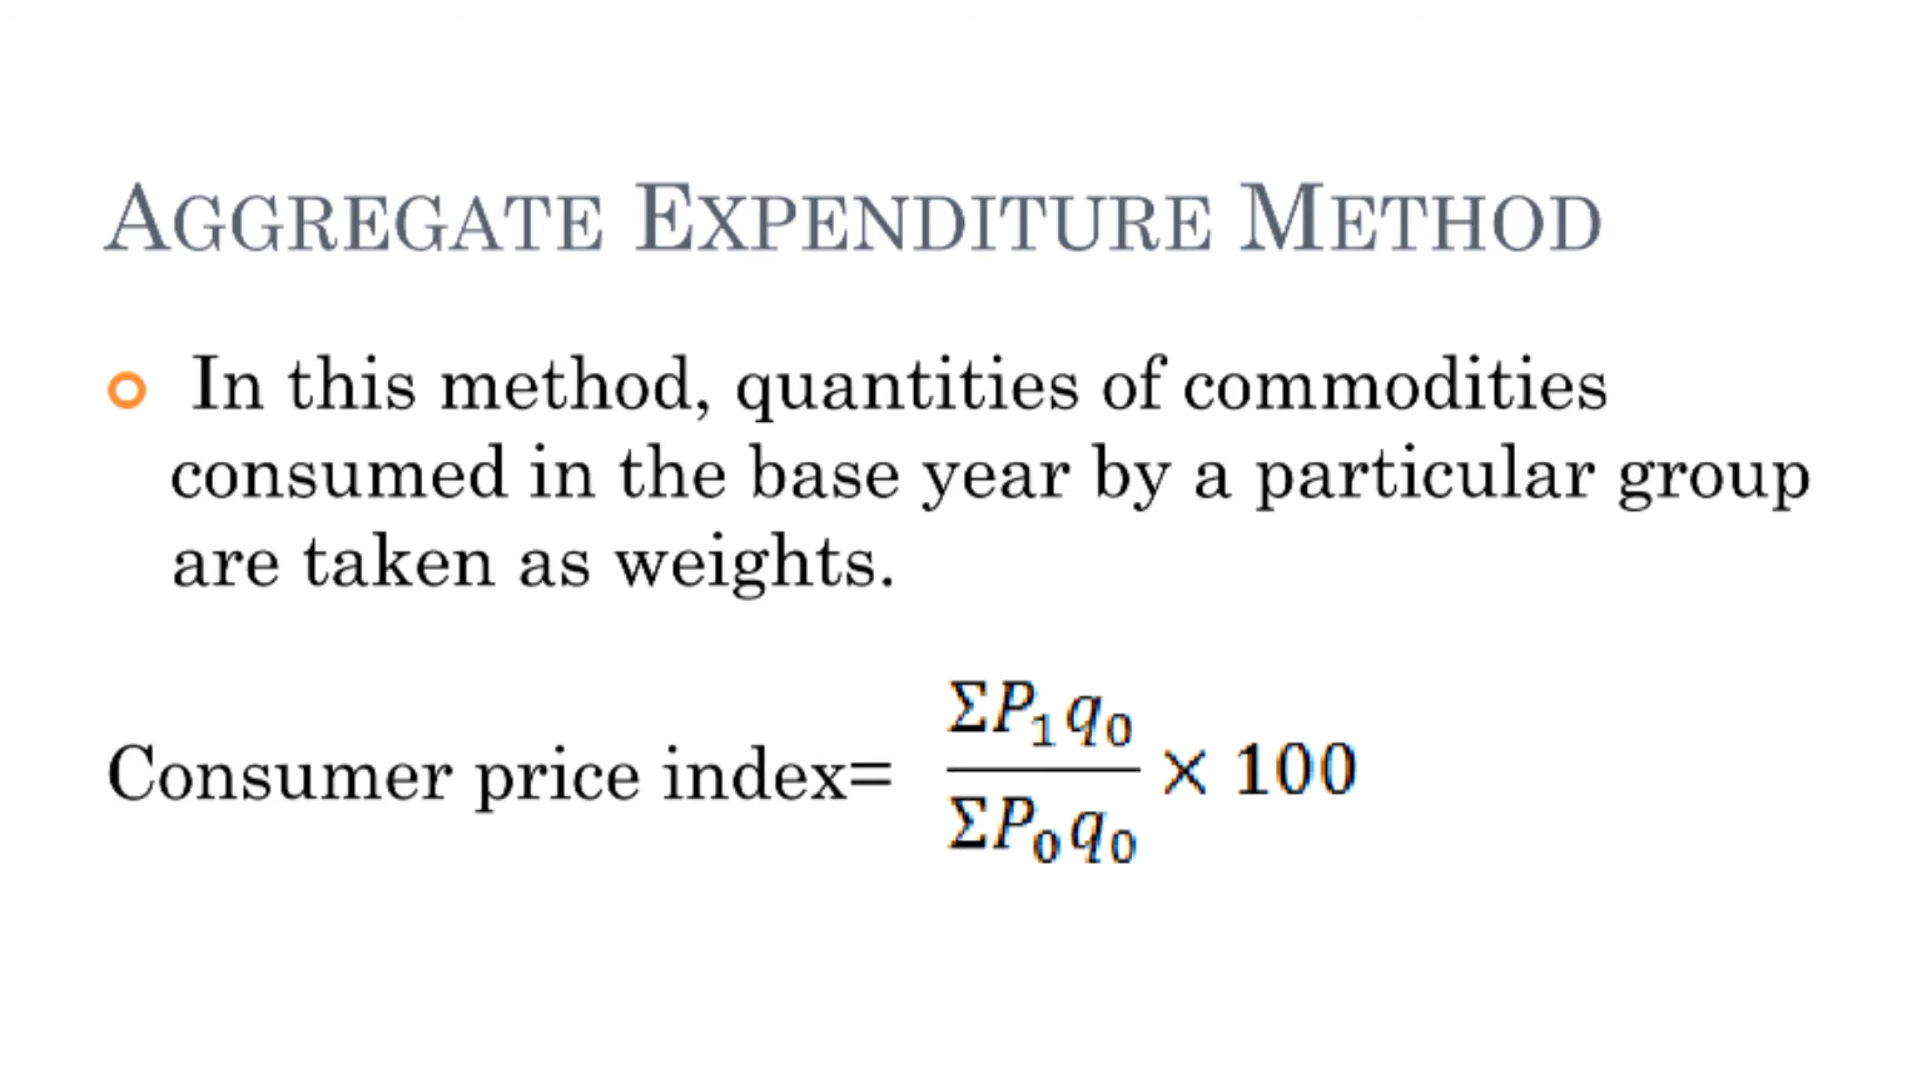 AGGREGATE EXPENDITURE METHOD
In this method, quantities of commodities
consumed in the base year by a particular group
are taken as weights.
Consumer price index= ΣP₁q₀ / ΣP₀q₀ × 100